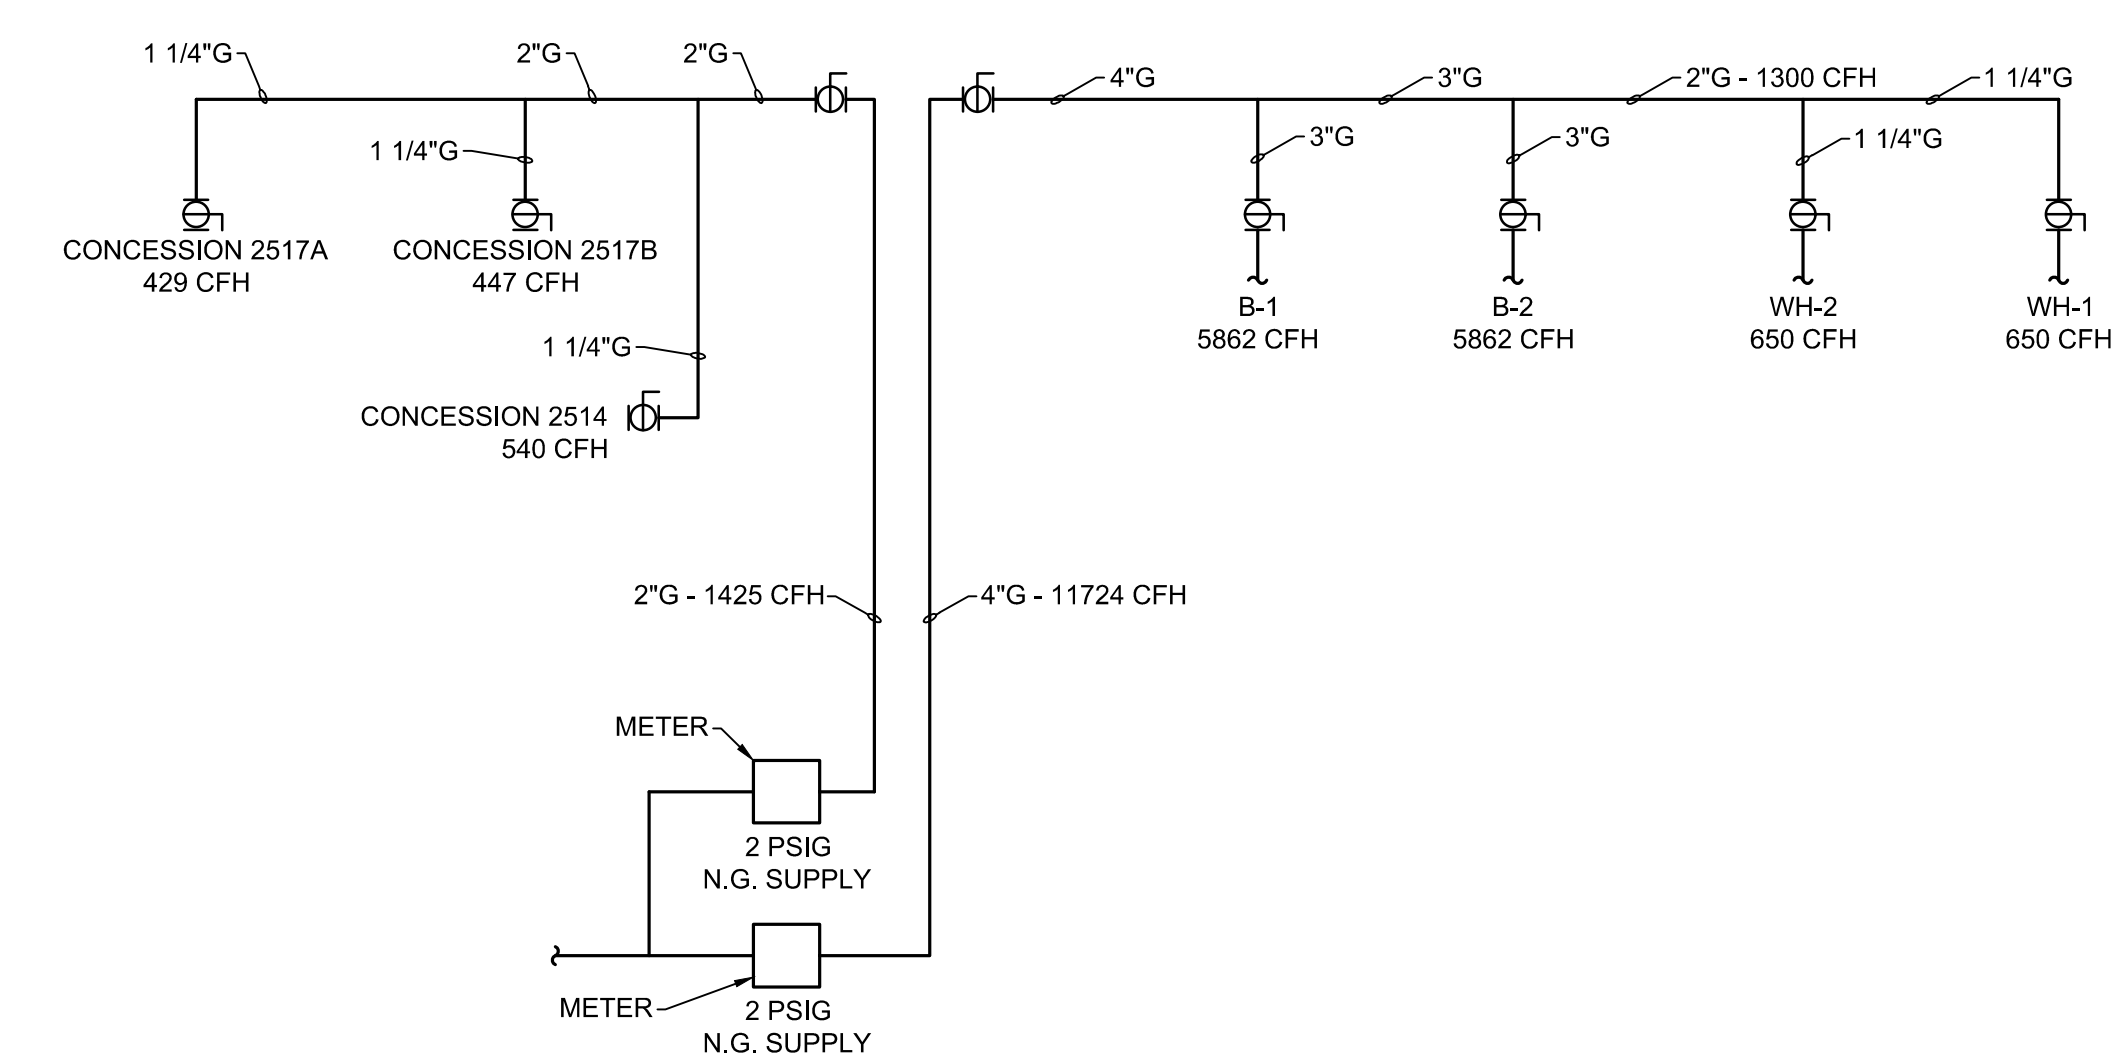 1 1/4"G
2"G
2"G
4"G
3"G
2"G - 1300 CFH
1 1/4"G
1 1/4"G
3"G
3"G
1 1/4"G
CONCESSION 2517A
429 CFH
CONCESSION 2517B
447 CFH
B-1
5862 CFH
B-2
5862 CFH
WH-2
650 CFH
WH-1
650 CFH
1 1/4"G
CONCESSION 2514
540 CFH
2"G - 1425 CFH
4"G - 11724 CFH
METER
2 PSIG
N.G. SUPPLY
METER
2 PSIG
N.G. SUPPLY